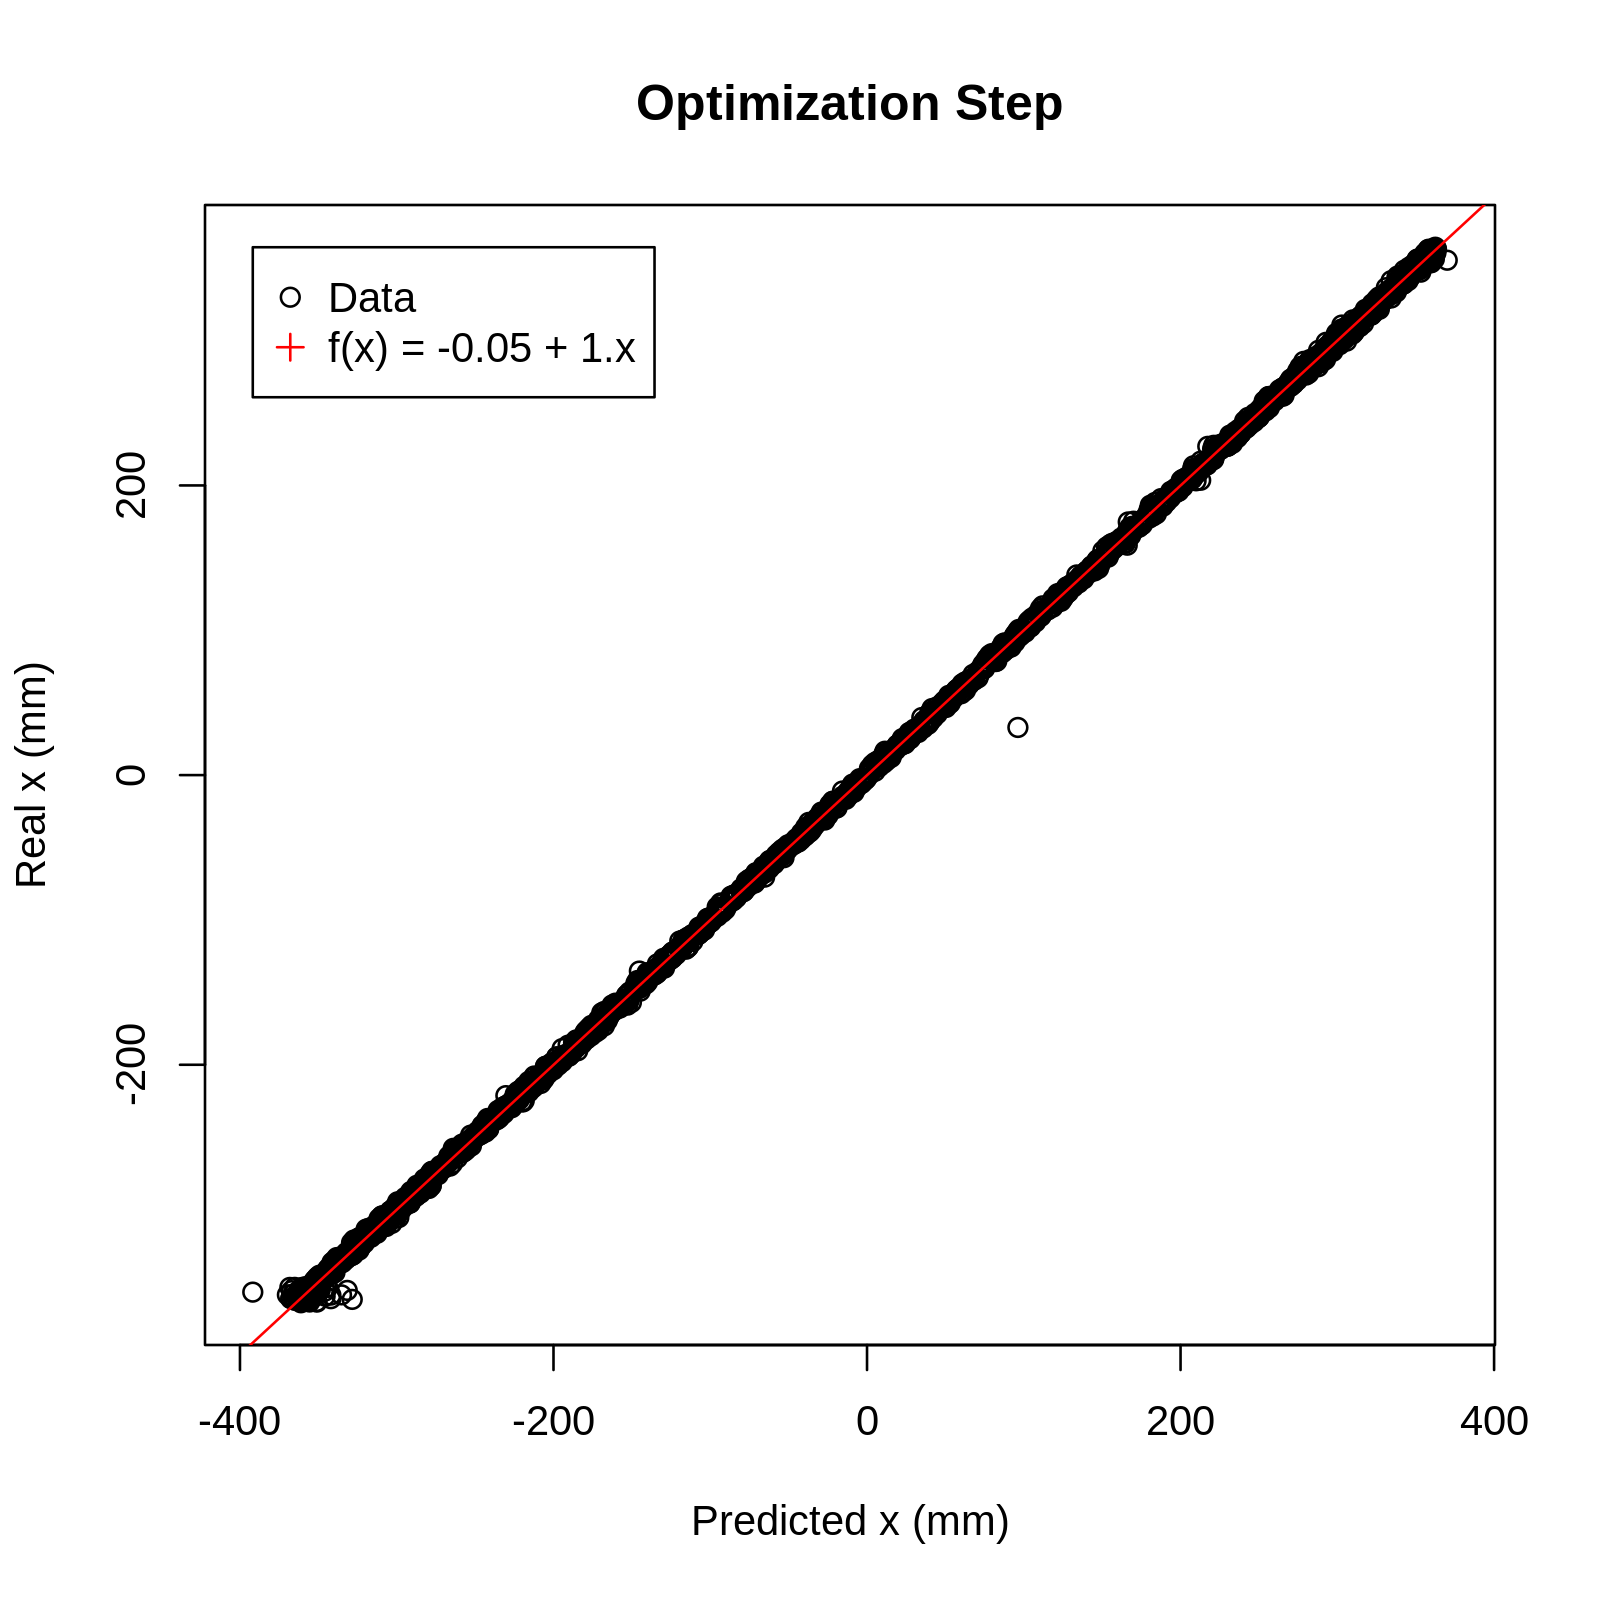 Optimization Step
Data
f(x) = -0.05 + 1.x
Real x (mm)
200
0
-200
-400
-200
0
200
400
Predicted x (mm)